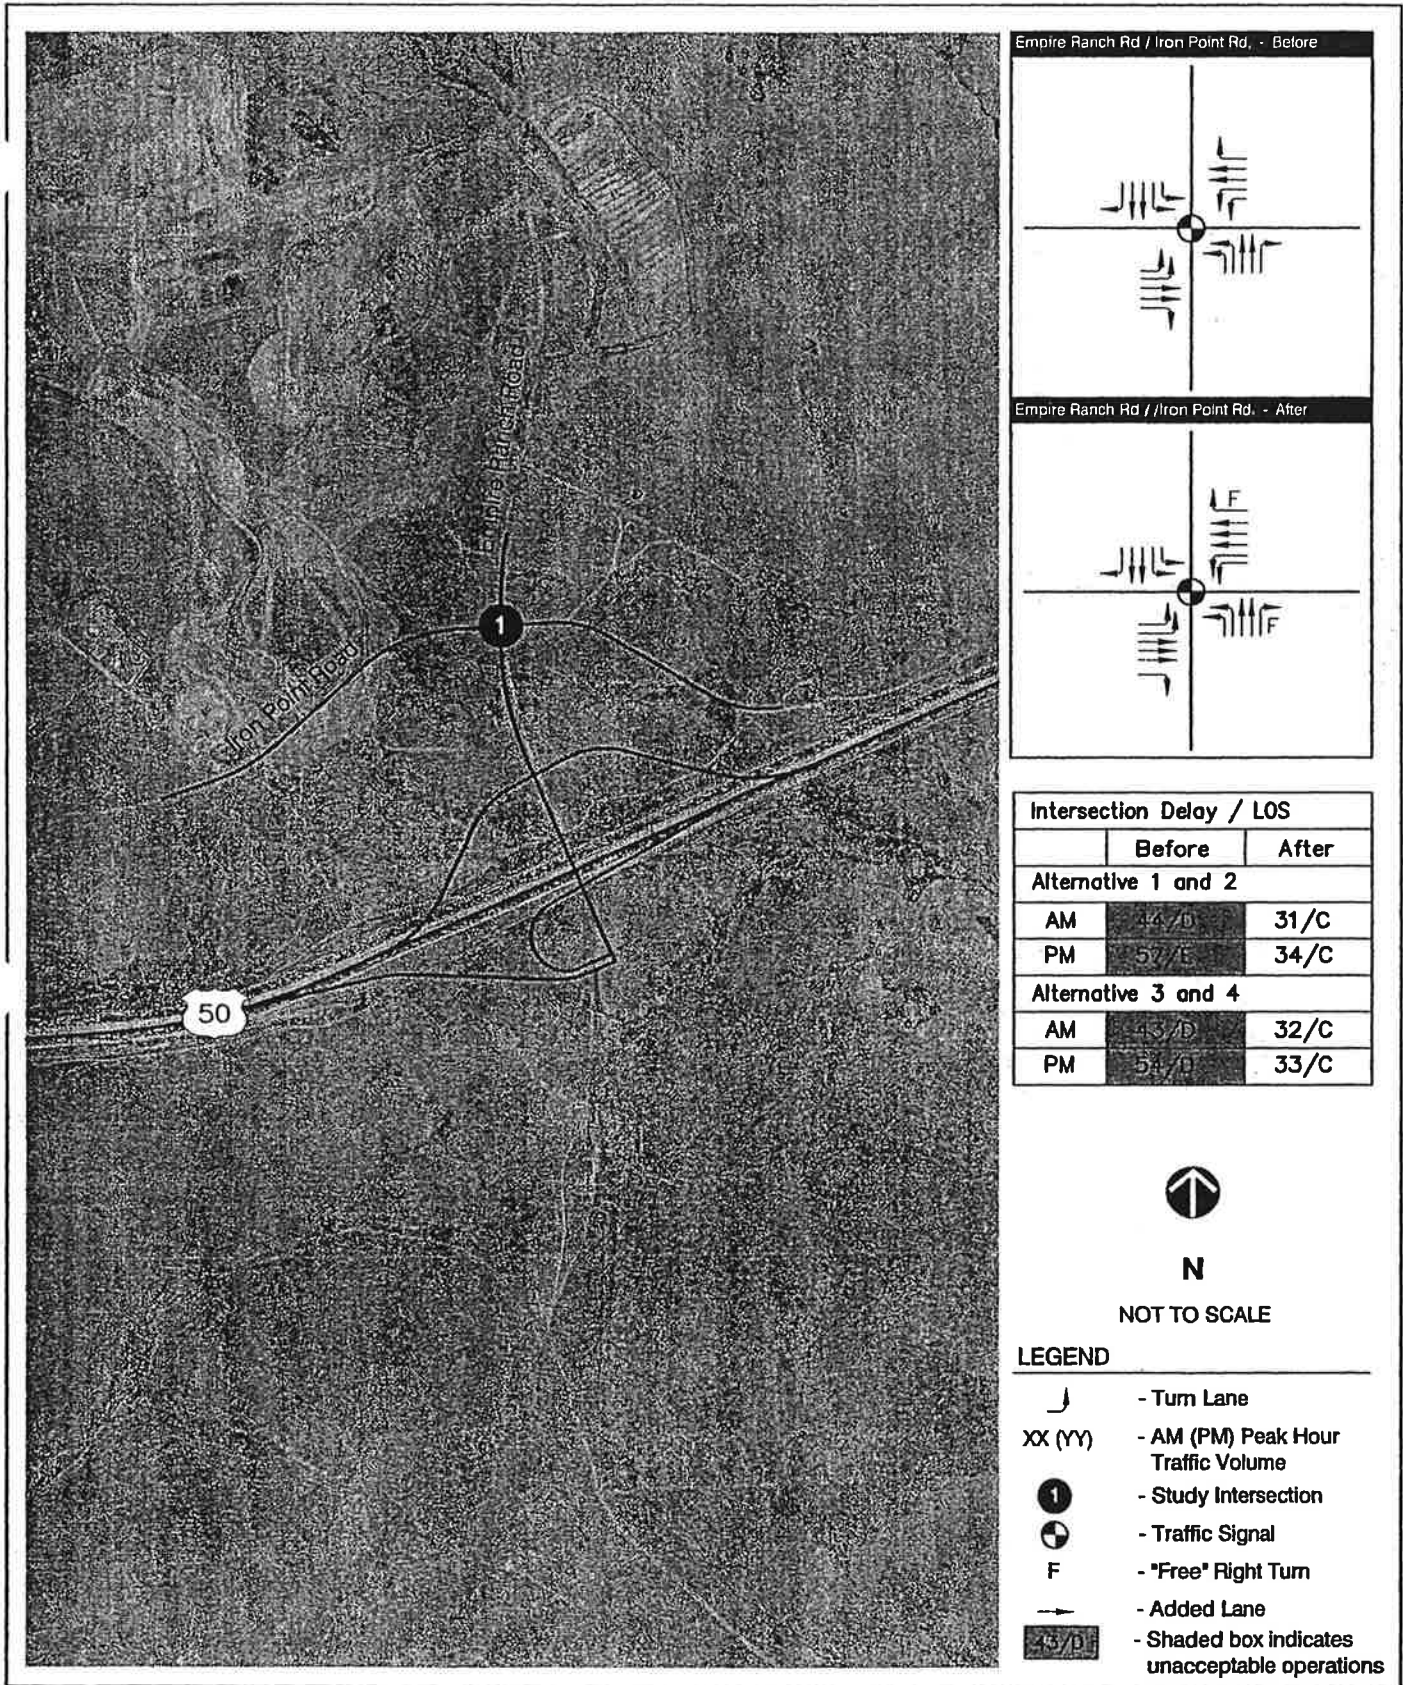 Empire Ranch Rd / Iron Point Rd, - Before
Empire Ranch Rd / /Iron Point Rd. - After
F
F
Empire Ranch Road
1
Iron Point Road
50
Intersection Delay / LOS
Before After
Alternative 1 and 2
AM 44/D 31/C
PM 57/E 34/C
Alternative 3 and 4
AM 43/D 32/C
PM 54/D 33/C
N
NOT TO SCALE
LEGEND
- Turn Lane
XX (YY) - AM (PM) Peak Hour
Traffic Volume
1 - Study Intersection
- Traffic Signal
F - "Free" Right Turn
- Added Lane
43/D - Shaded box indicates
unacceptable operations